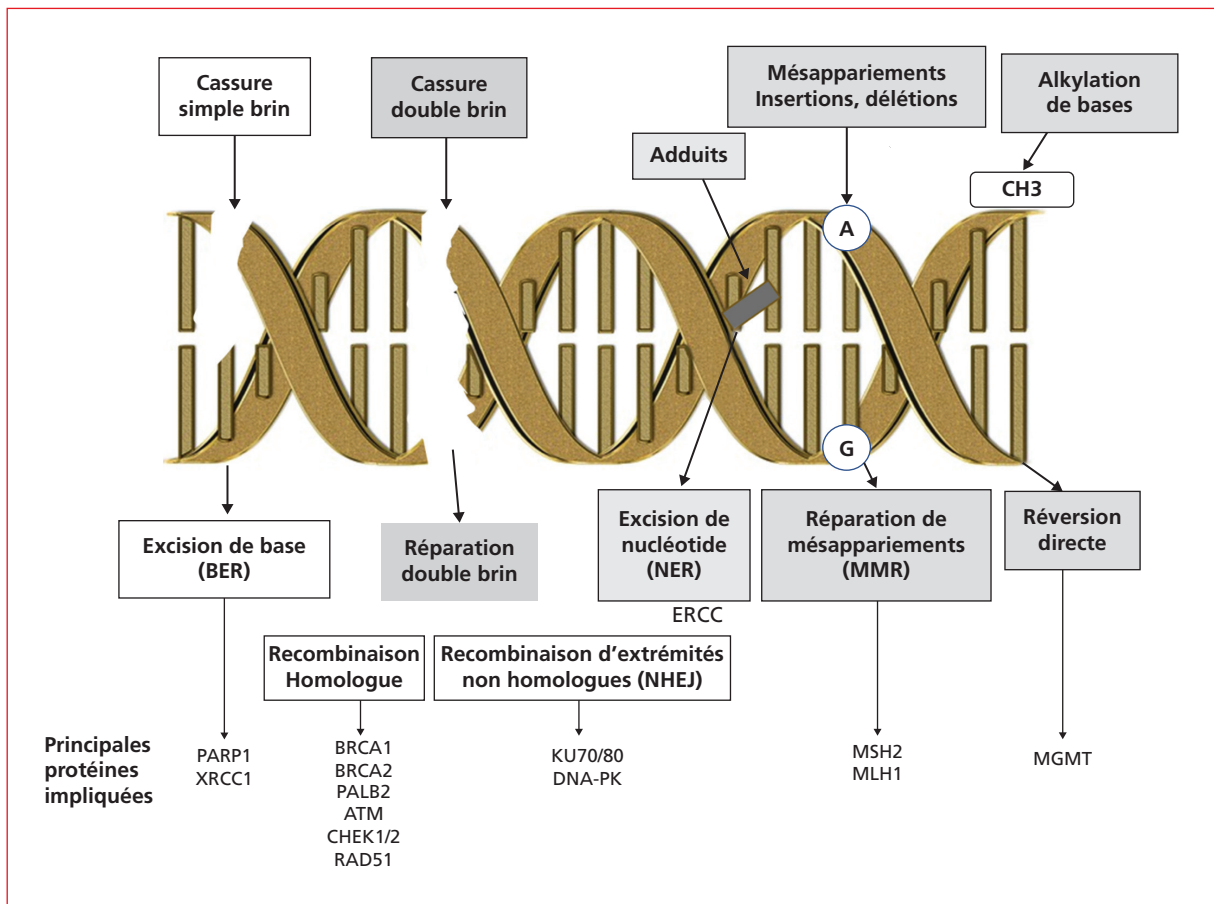 Cassure
simple brin
Cassure
double brin
Mésappariements
Insertions, délétions
Alkylation
de bases
Adduits
CH3
A
G
Excision de base
(BER)
Réparation
double brin
Excision de
nucléotide
(NER)
Réparation de
mésappariements
(MMR)
Réversion
directe
ERCC
Recombinaison
Homologue
Recombinaison d'extrémités
non homologues (NHEJ)
Principales
protéines
impliquées
PARP1
XRCC1
BRCA1
BRCA2
PALB2
ATM
CHEK1/2
RAD51
KU70/80
DNA-PK
MSH2
MLH1
MGMT